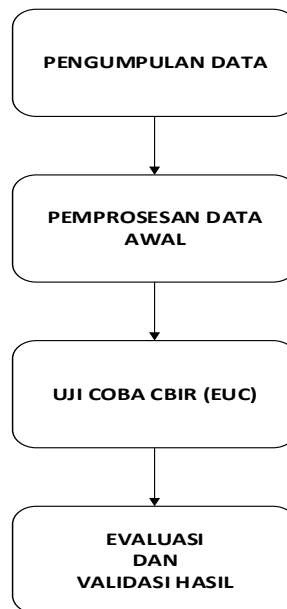 PENGUMPULAN DATA
PEMPROSESAN DATA
AWAL
UJI COBA CBIR (EUC)
EVALUASI
DAN
VALIDASI HASIL